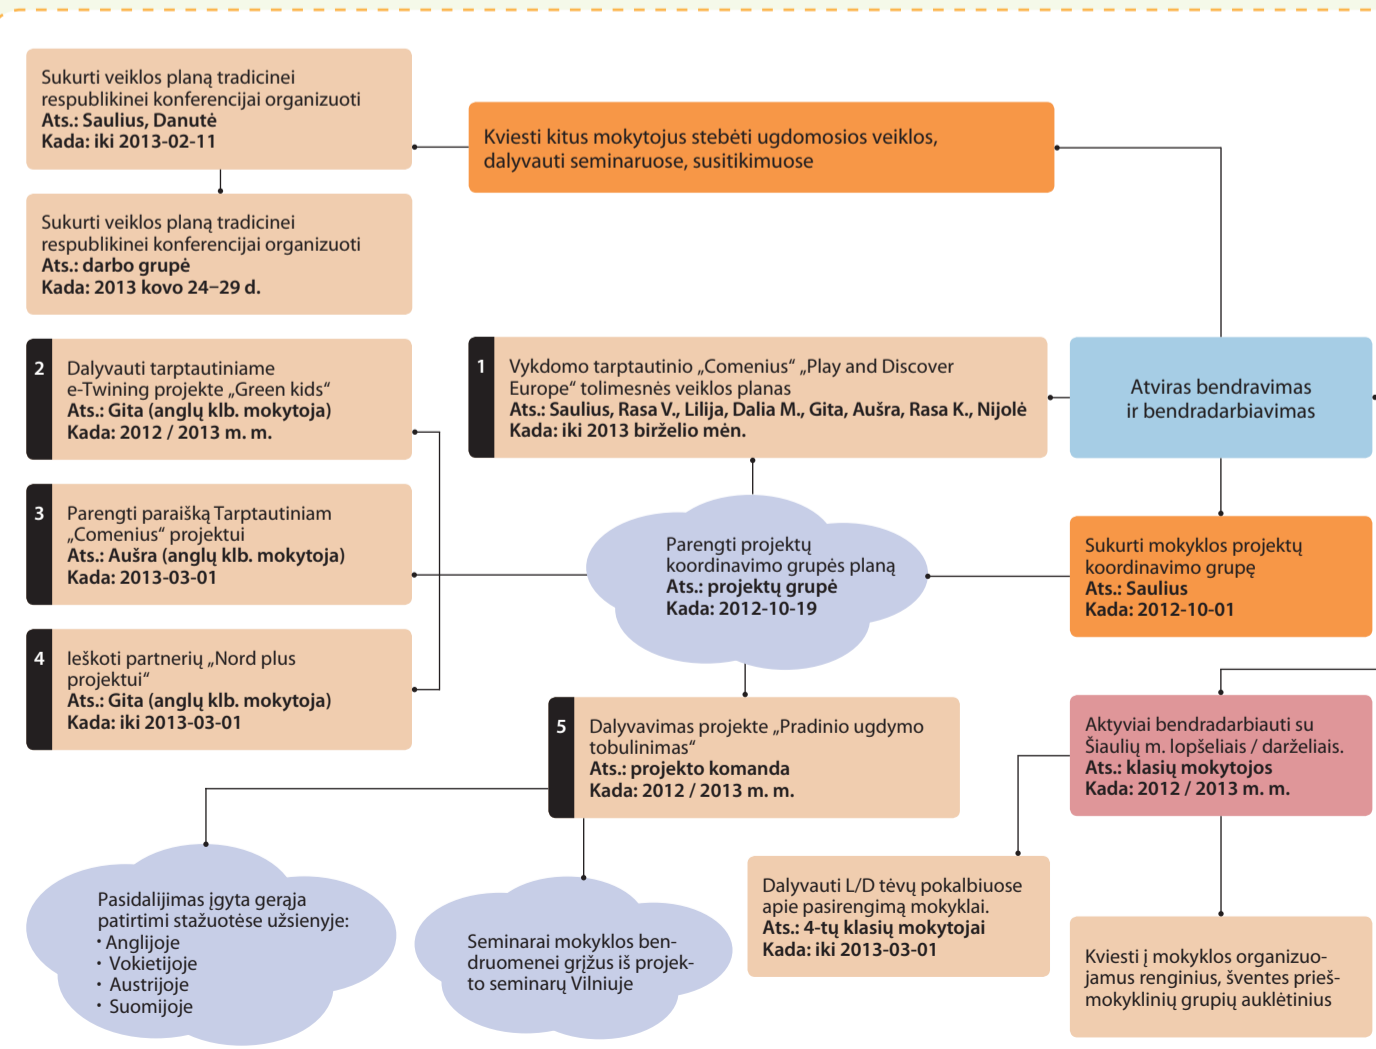 Sukurti veiklos planą tradicinei
respublikinei konferencijai organizuoti
Ats.: Saulius, Danutė
Kada: iki 2013-02-11
Kviesti kitus mokytojus stebėti ugdomosios veiklos,
dalyvauti seminaruose, susitikimuose
Sukurti veiklos planą tradicinei
respublikinei konferencijai organizuoti
Ats.: darbo grupė
Kada: 2013 kovo 24–29 d.
2
Dalyvauti tarptautiniame
e-Twining projekte „Green kids“
Ats.: Gita (anglų klb. mokytoja)
Kada: 2012 / 2013 m. m.
1
Vykdomo tarptautinio „Comenius“ „Play and Discover
Europe“ tolimesnės veiklos planas
Ats.: Saulius, Rasa V., Lilija, Dalia M., Gita, Aušra, Rasa K., Nijolė
Kada: iki 2013 birželio mėn.
Atviras bendravimas
ir bendradarbiavimas
3
Parengti paraišką Tarptautiniam
„Comenius“ projektui
Ats.: Aušra (anglų klb. mokytoja)
Kada: 2013-03-01
Parengti projektų
koordinavimo grupės planą
Ats.: projektų grupė
Kada: 2012-10-19
Sukurti mokyklos projektų
koordinavimo grupę
Ats.: Saulius
Kada: 2012-10-01
4
Ieškoti partnerių „Nord plus
projektui“
Ats.: Gita (anglų klb. mokytoja)
Kada: iki 2013-03-01
5
Dalyvavimas projekte „Pradinio ugdymo
tobulinimas“
Ats.: projekto komanda
Kada: 2012 / 2013 m. m.
Aktyviai bendradarbiauti su
Šiaulių m. lopšeliais / darželiais.
Ats.: klasių mokytojos
Kada: 2012 / 2013 m. m.
Pasidalijimas įgyta gerąja
patirtimi stažuotėse užsienyje:
• Anglijoje
• Vokietijoje
• Austrijoje
• Suomijoje
Seminarai mokyklos ben-
druomenei grįžus iš projek-
to seminarų Vilniuje
Dalyvauti L/D tėvų pokalbiuose
apie pasirengimą mokyklai.
Ats.: 4-tų klasių mokytojai
Kada: iki 2013-03-01
Kviesti į mokyklos organizuo-
jamus renginius, šventes prieš-
mokyklinių grupių auklėtinius